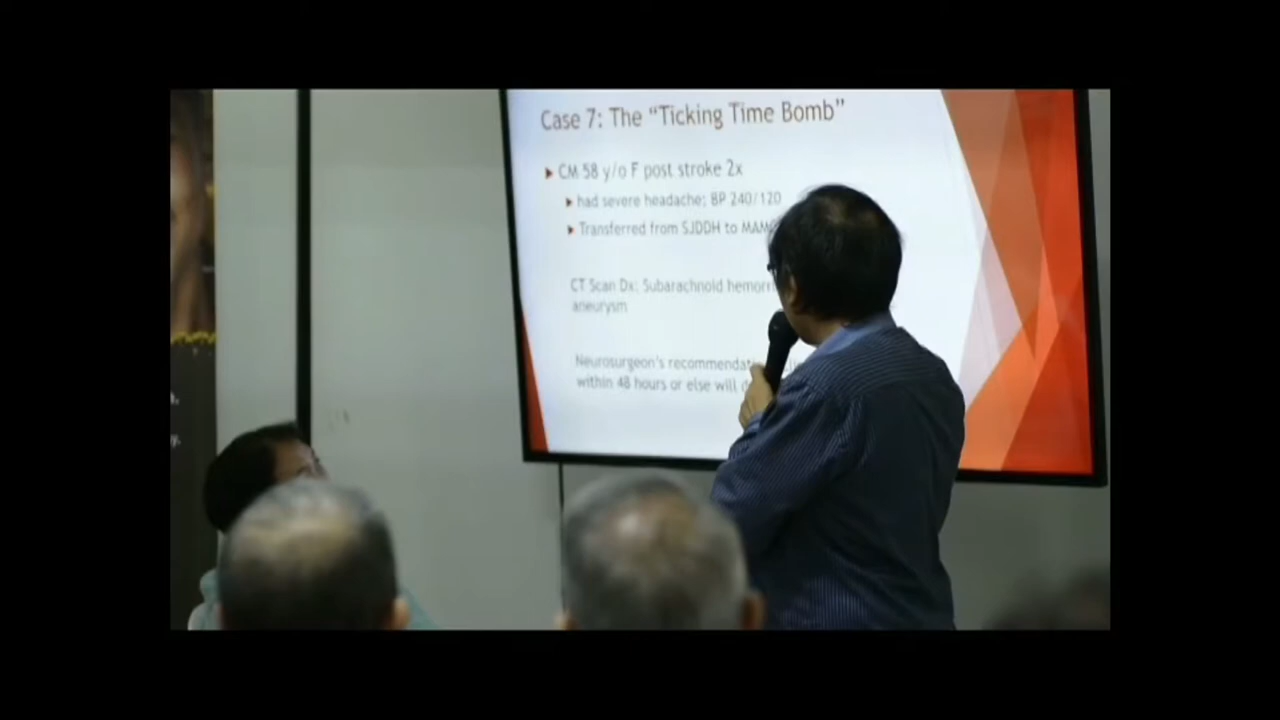 Case 7: The “Ticking Time Bomb”
CM 58 y/o F post stroke 2x
had severe headache; BP 240/120
Transferred from SJDDH to
CT Scan Dx: Subarachnoid
aneurysm
Neurosurgeon's
within 48 hours or else will